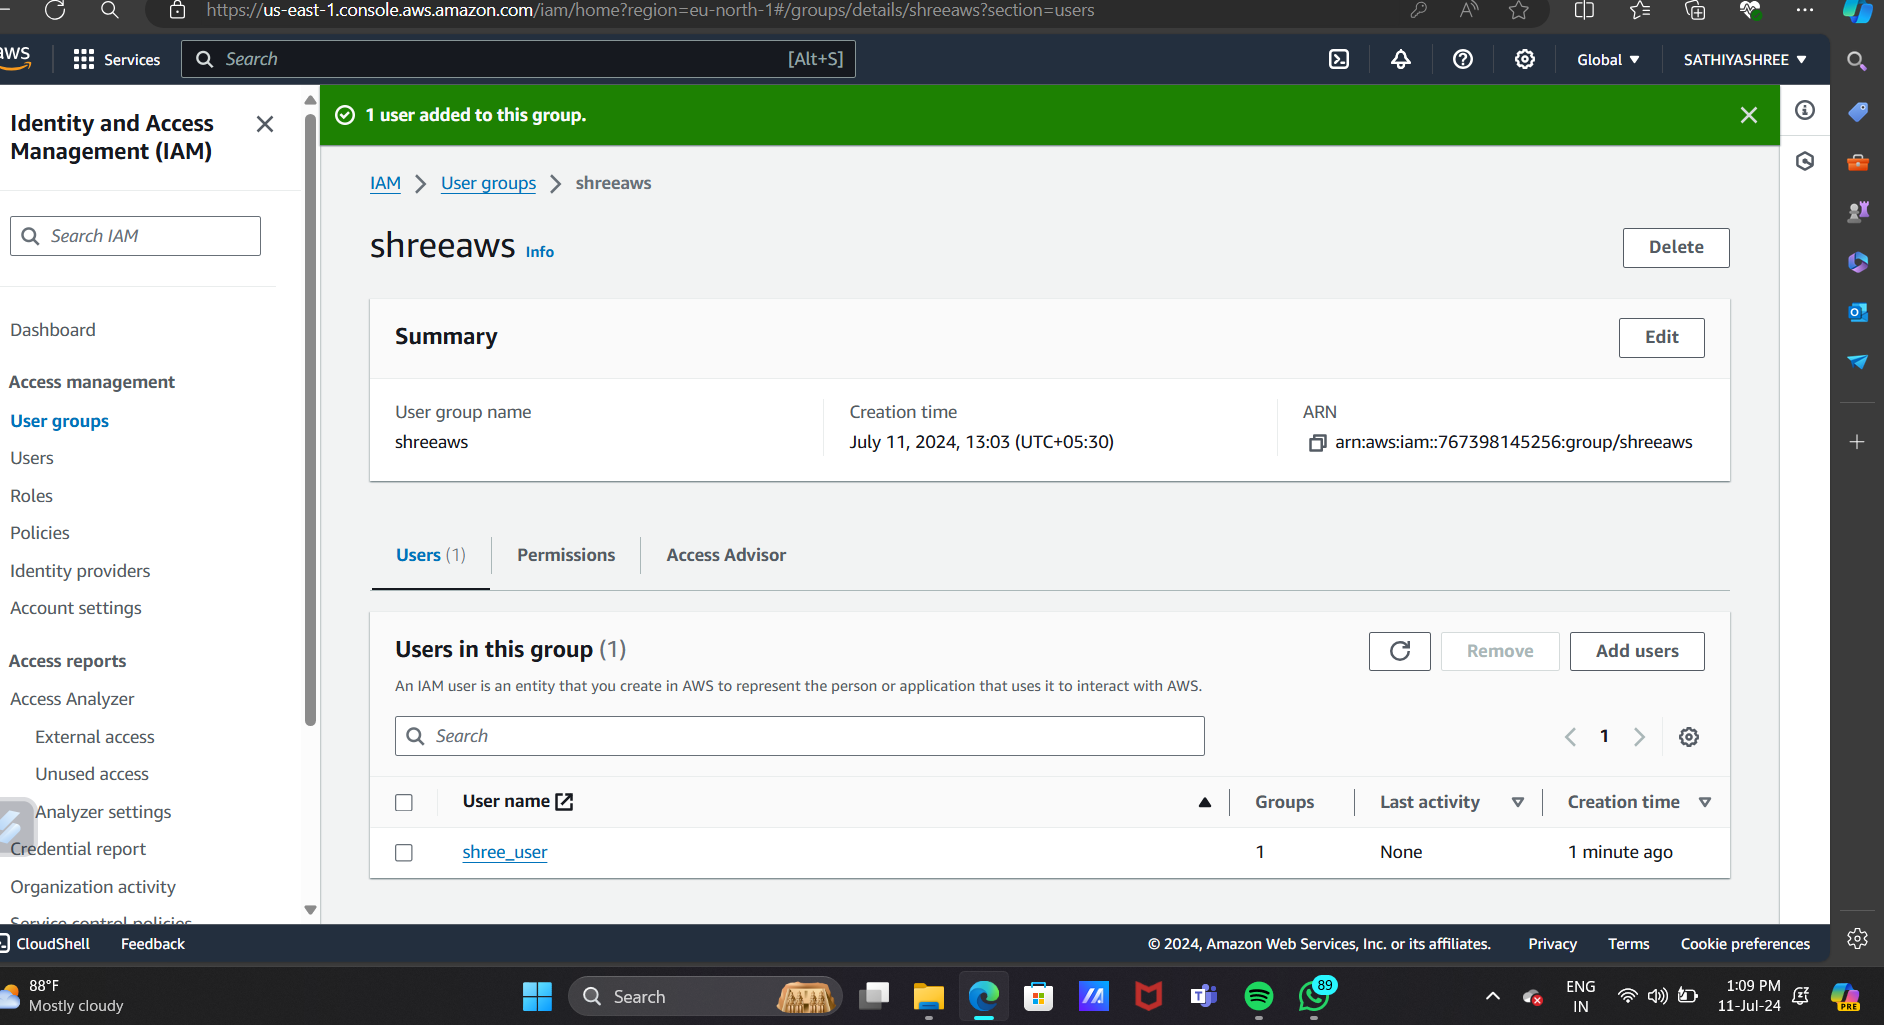 https://us-east-1.console.aws.amazon.com/iam/home?region=eu-north-1#/groups/details/shreeaws?section=users
aws
Services
Search
[Alt+S]
Global
SATHIYASHREE
Identity and Access
Management (IAM)
Search IAM
Dashboard
Access management
User groups
Users
Roles
Policies
Identity providers
Account settings
Access reports
Access Analyzer
External access
Unused access
Analyzer settings
Credential report
Organization activity
Service control policies
1 user added to this group.
IAM
User groups
shreeaws
shreeaws Info
Delete
Summary
Edit
User group name
shreeaws
Creation time
July 11, 2024, 13:03 (UTC+05:30)
ARN
arn:aws:iam::767398145256:group/shreeaws
Users (1)
Permissions
Access Advisor
Users in this group (1)
Remove
Add users
An IAM user is an entity that you create in AWS to represent the person or application that uses it to interact with AWS.
Search
1
User name
Groups
Last activity
Creation time
shree_user
1
None
1 minute ago
CloudShell
Feedback
© 2024, Amazon Web Services, Inc. or its affiliates.
Privacy
Terms
Cookie preferences
88°F
Mostly cloudy
Search
89
ENG
IN
1:09 PM
11-Jul-24
PRE